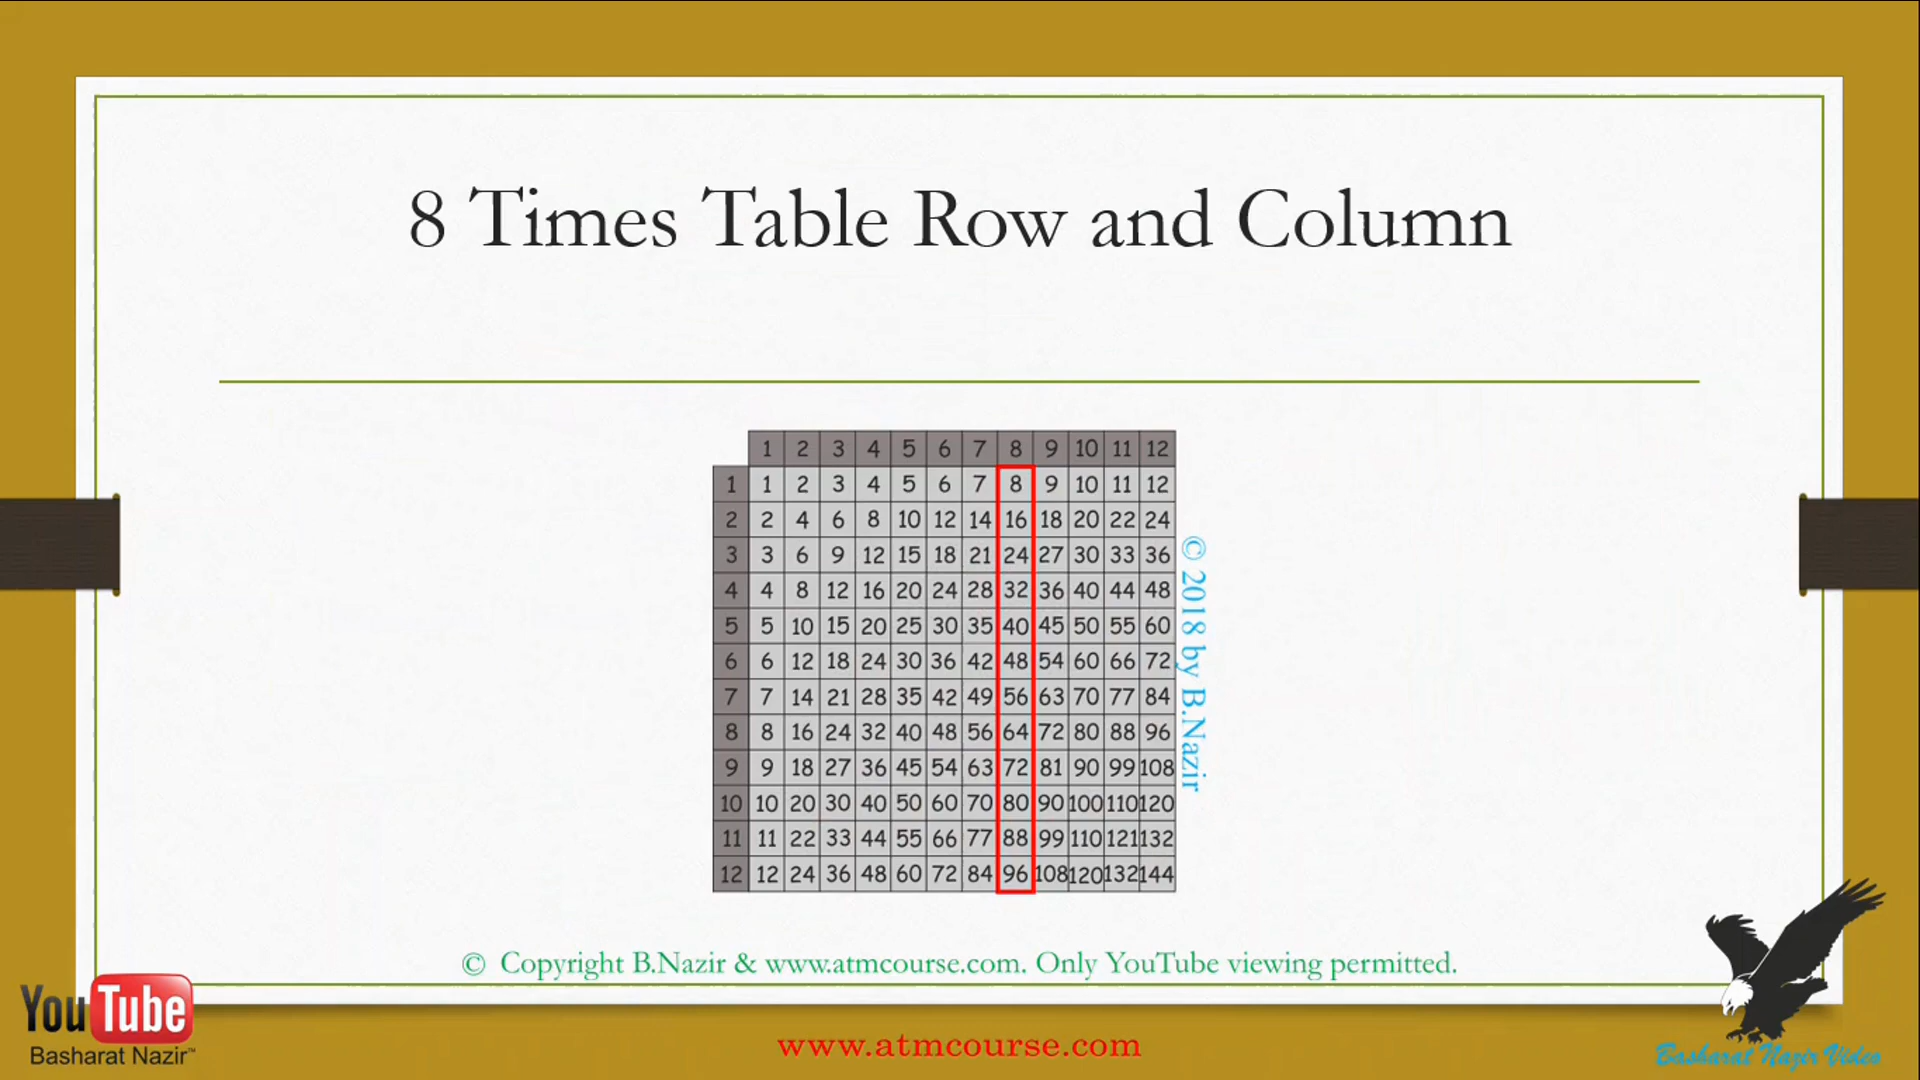 8 Times Table Row and Column
1 2 3 4 5 6 7 8 9 10 11 12
1 1 2 3 4 5 6 7 8 9 10 11 12
2 2 4 6 8 10 12 14 16 18 20 22 24
3 3 6 9 12 15 18 21 24 27 30 33 36
4 4 8 12 16 20 24 28 32 36 40 44 48
5 5 10 15 20 25 30 35 40 45 50 55 60
6 6 12 18 24 30 36 42 48 54 60 66 72
7 7 14 21 28 35 42 49 56 63 70 77 84
8 8 16 24 32 40 48 56 64 72 80 88 96
9 9 18 27 36 45 54 63 72 81 90 99 108
10 10 20 30 40 50 60 70 80 90 100 110 120
11 11 22 33 44 55 66 77 88 99 110 121 132
12 12 24 36 48 60 72 84 96 108 120 132 144
© 2018 by B.Nazir
© Copyright B.Nazir & www.atmcourse.com. Only YouTube viewing permitted.
YouTube
Basharat Nazir™
www.atmcourse.com
Basharat Nazir Video